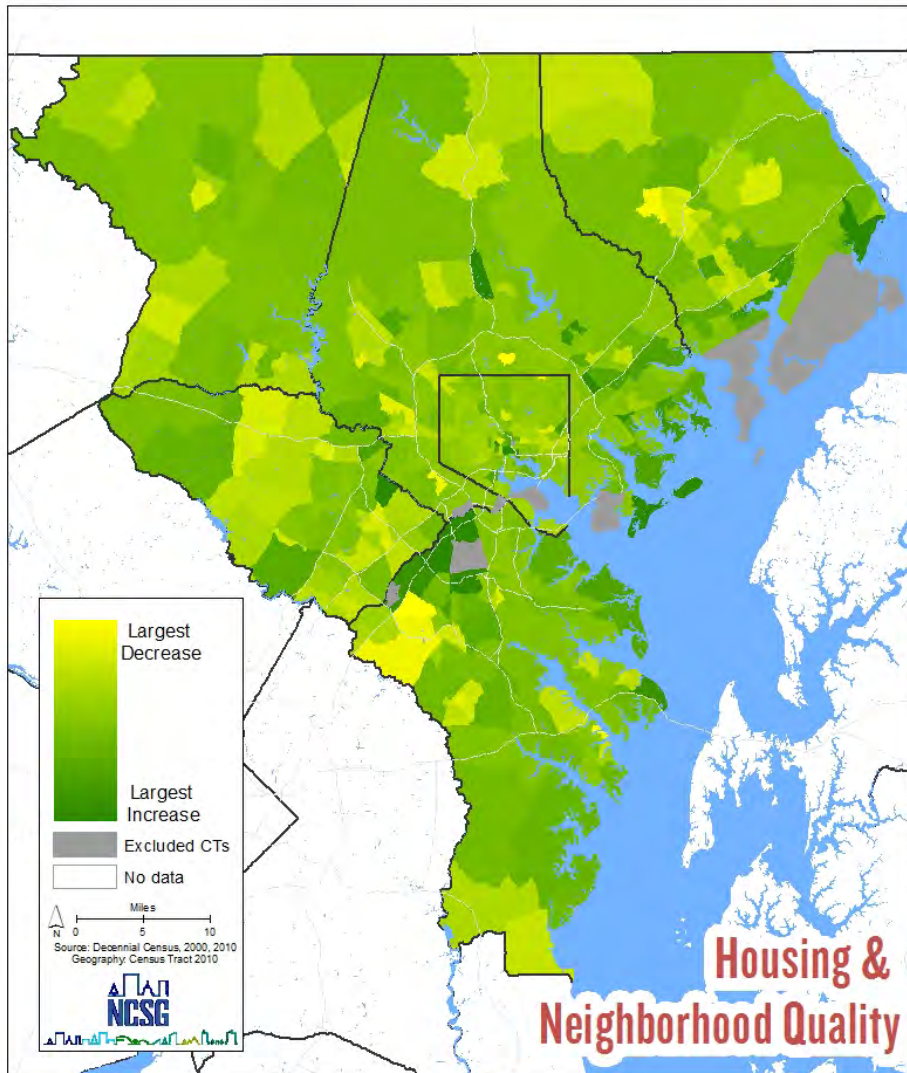 Largest
Decrease
Largest
Increase
Excluded CTs
No data
Miles
N
0 5 10
Source: Decennial Census, 2000, 2010
Geography: Census Tract 2010
NCSG
Housing &
Neighborhood Quality